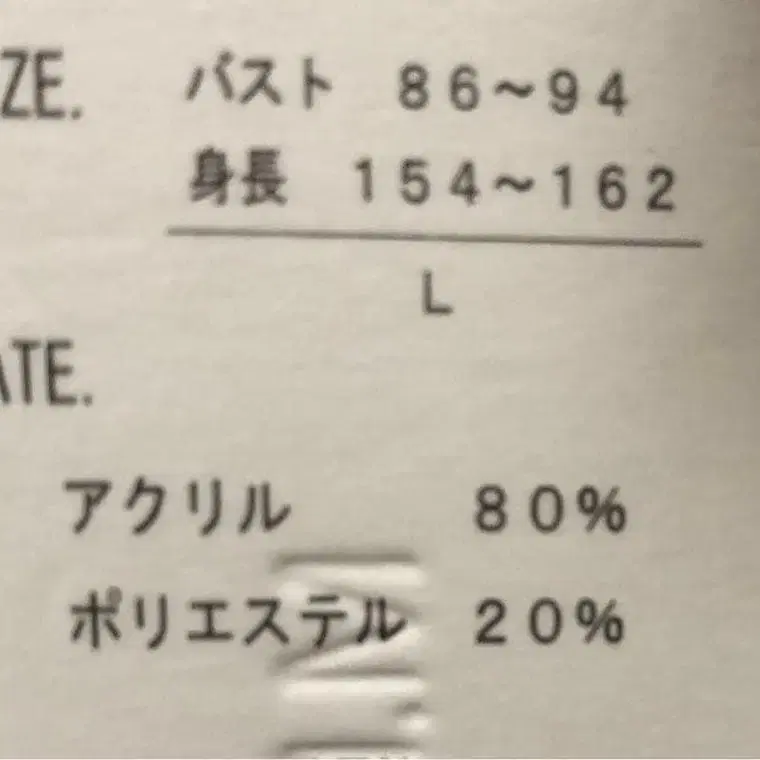 ZE. バスト 86〜94
身長 154〜162
L
ATE.
アクリル 80%
ポリエステル 20%